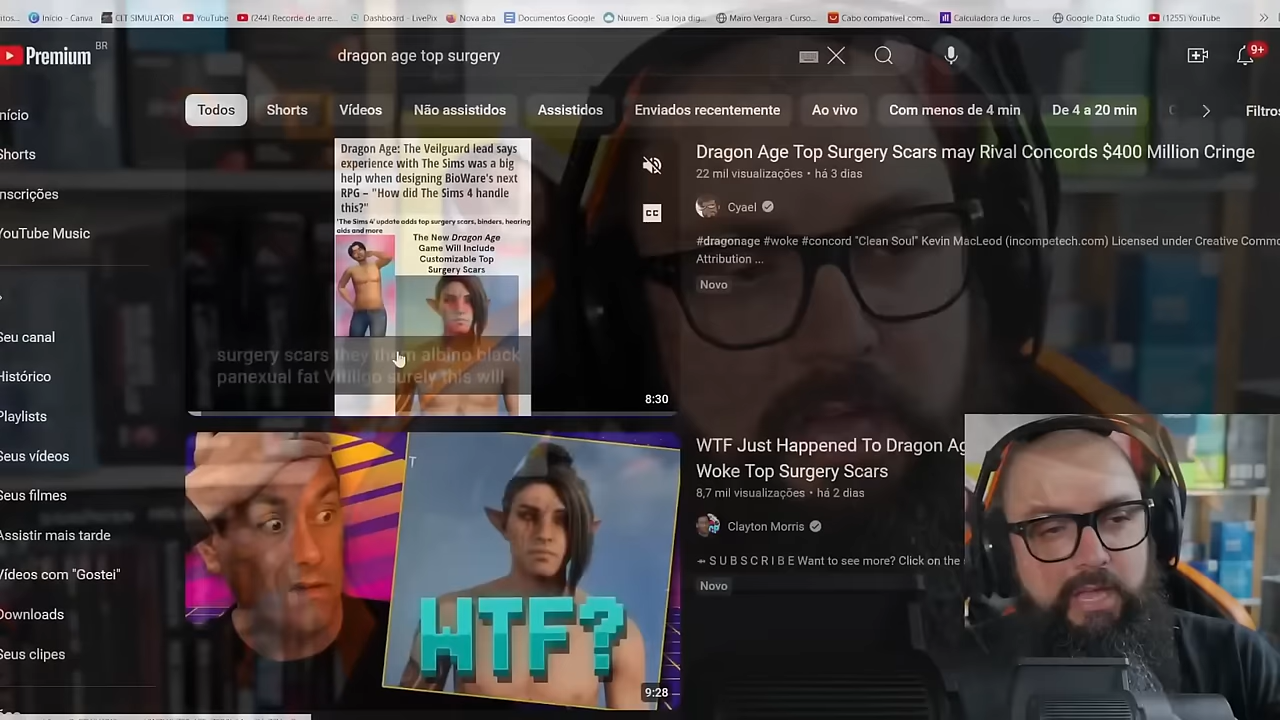 itos...
Início - Canva
CLT SIMULATOR
YouTube
(244) Recorde de arre...
Dashboard - LivePix
Nova aba
Documentos Google
Nuuvem - Sua loja dig...
Mairo Vergara - Curso...
Cabo compatível com...
Calculadora de Juros ...
Google Data Studio
(1255) YouTube
Premium BR
dragon age top surgery
9+
Todos
Shorts
Vídeos
Não assistidos
Assistidos
Enviados recentemente
Ao vivo
Com menos de 4 min
De 4 a 20 min
Filtros
nício
Shorts
nscrições
YouTube Music
Seu canal
Histórico
Playlists
Seus vídeos
Seus filmes
Assistir mais tarde
Vídeos com "Gostei"
Downloads
Seus clipes
Dragon Age: The Veilguard lead says
experience with The Sims was a big
help when designing BioWare's next
RPG – "How did The Sims 4 handle
this?"
'The Sims 4' update adds top surgery scars, binders, hearing
aids and more
The New Dragon Age
Game Will Include
Customizable Top
Surgery Scars
surgery scars they them albino black
panexual fat Vitiligo surely this will
8:30
CC
Dragon Age Top Surgery Scars may Rival Concords $400 Million Cringe
22 mil visualizações • há 3 dias
Cyael
#dragonage #woke #concord "Clean Soul" Kevin MacLeod (incompetech.com) Licensed under Creative Commo
Attribution ...
Novo
T
WTF?
9:28
WTF Just Happened To Dragon Ag
Woke Top Surgery Scars
8,7 mil visualizações • há 2 dias
Clayton Morris
S U B S C R I B E Want to see more? Click on the
Novo